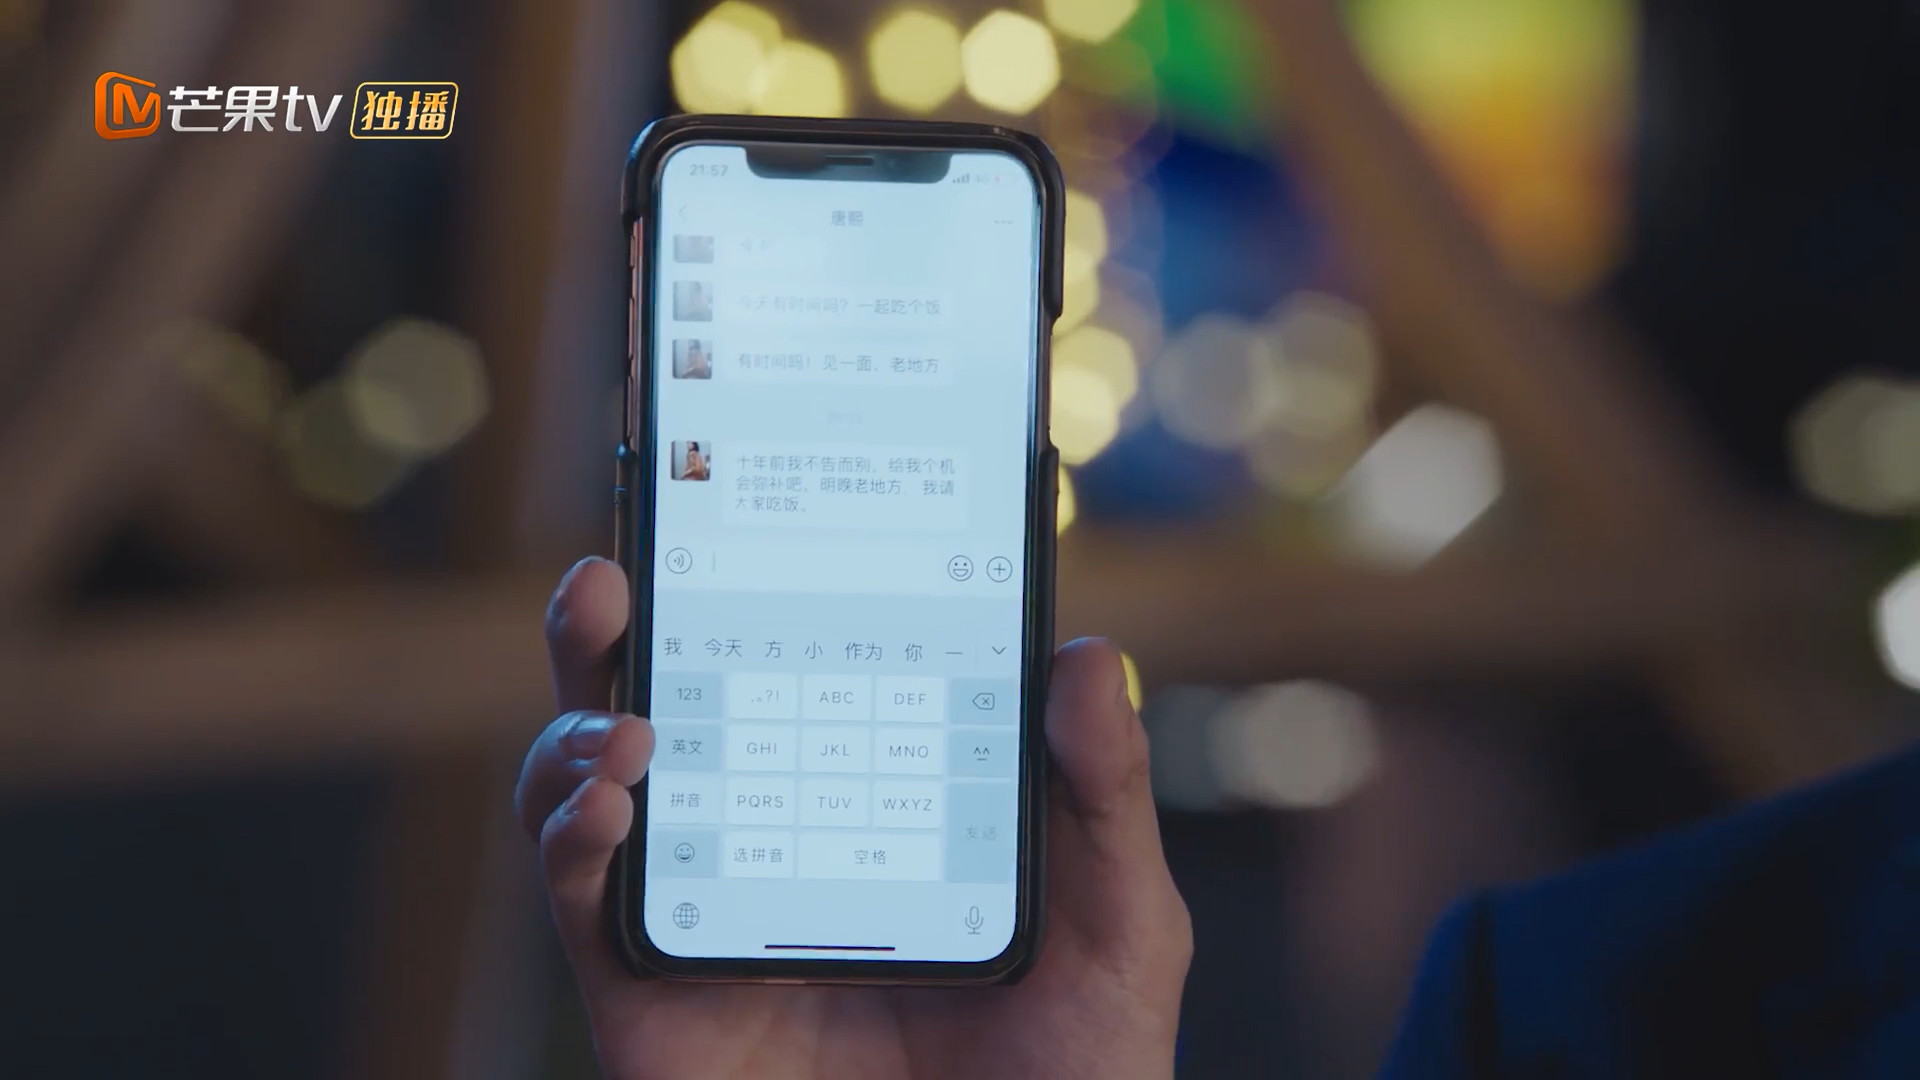 芒果tv 独播
21:57
唐熙
今天有时间吗？一起吃个饭
有时间吗！见一面，老地方
十年前我不告而别，给我个机
会弥补吧，明晚老地方，我请
大家吃饭。
我 今天 方 小 作为 你 一
123 ,。?! ABC DEF
英文 GHI JKL MNO ^^
拼音 PQRS TUV WXYZ
发送
选拼音 空格